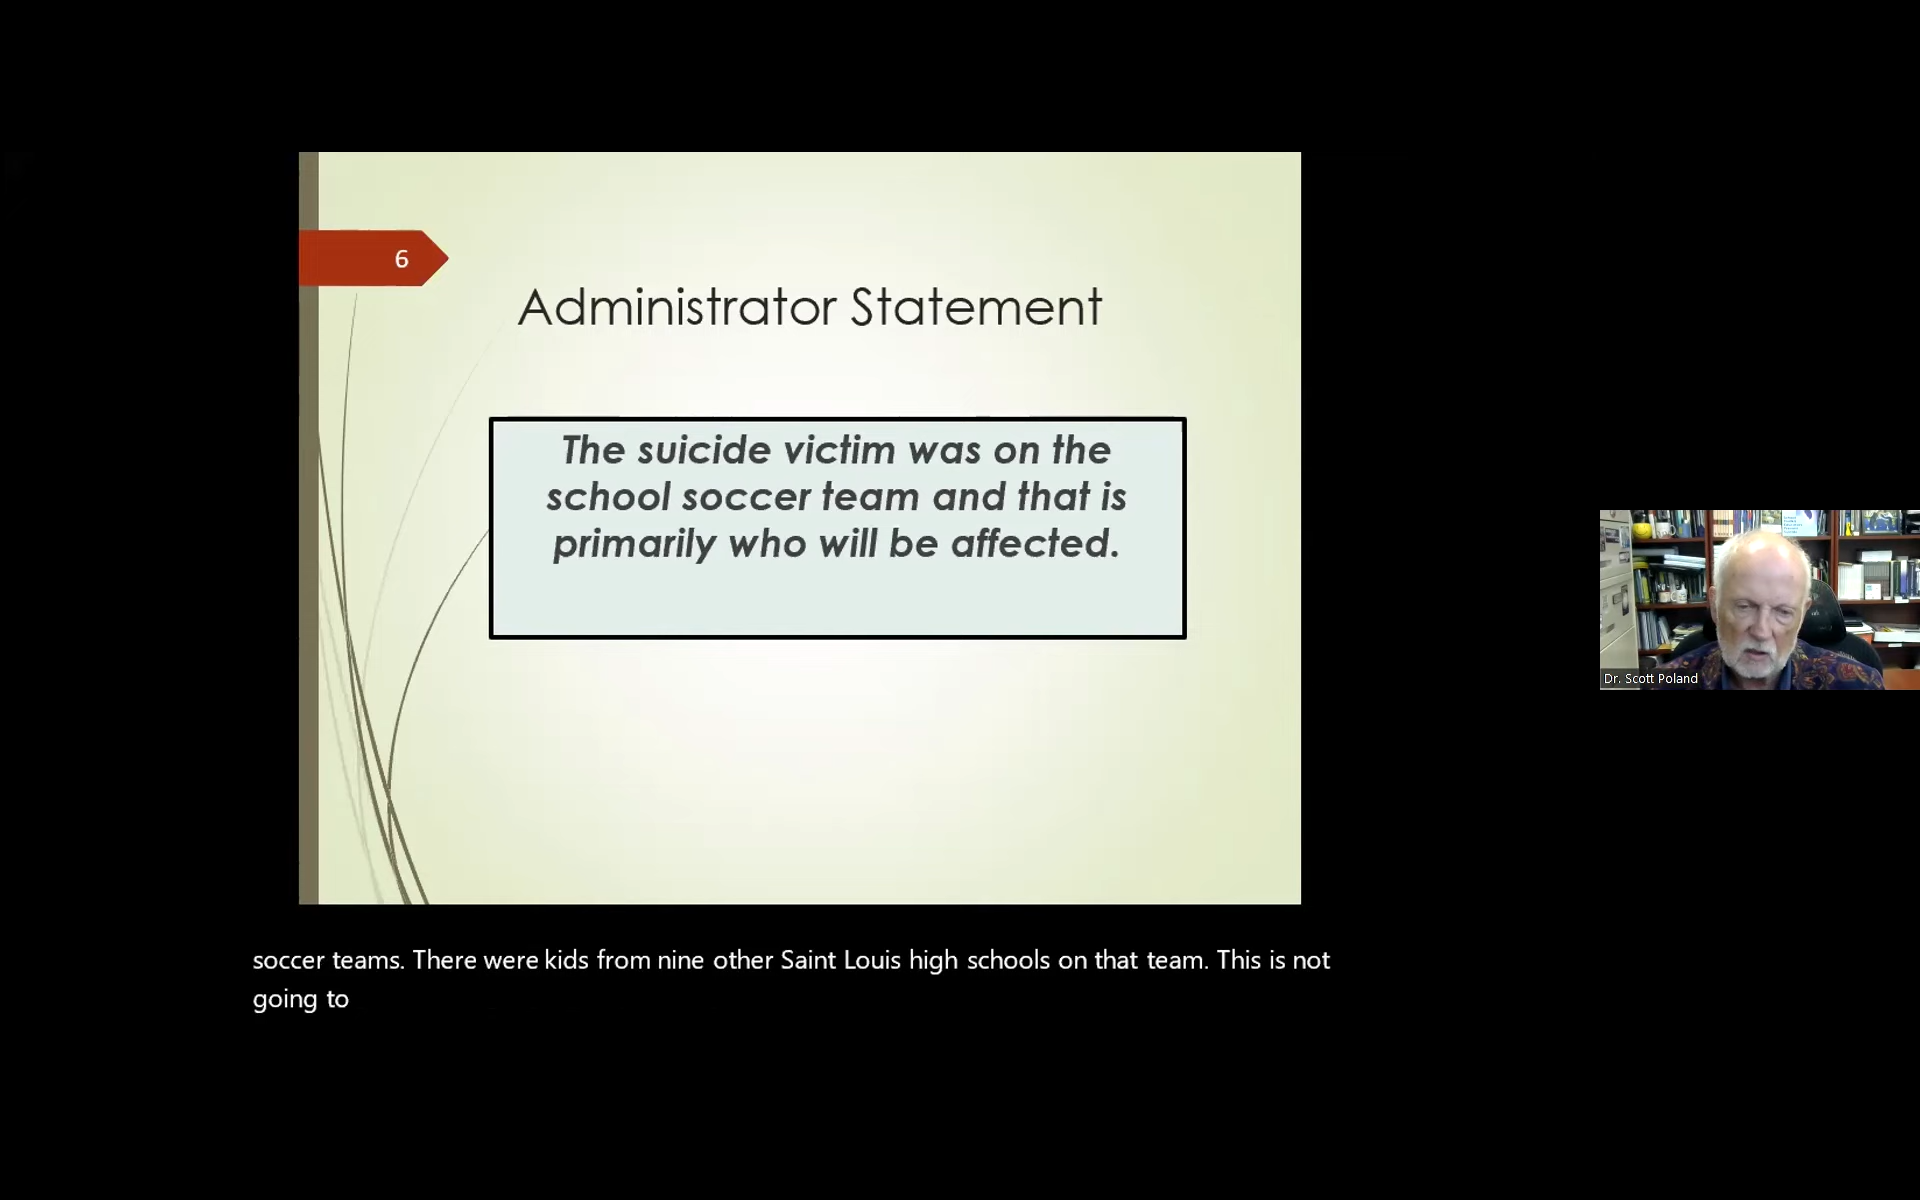 6
Administrator Statement
The suicide victim was on the
school soccer team and that is
primarily who will be affected.
Dr. Scott Poland
soccer teams. There were kids from nine other Saint Louis high schools on that team. This is not
going to